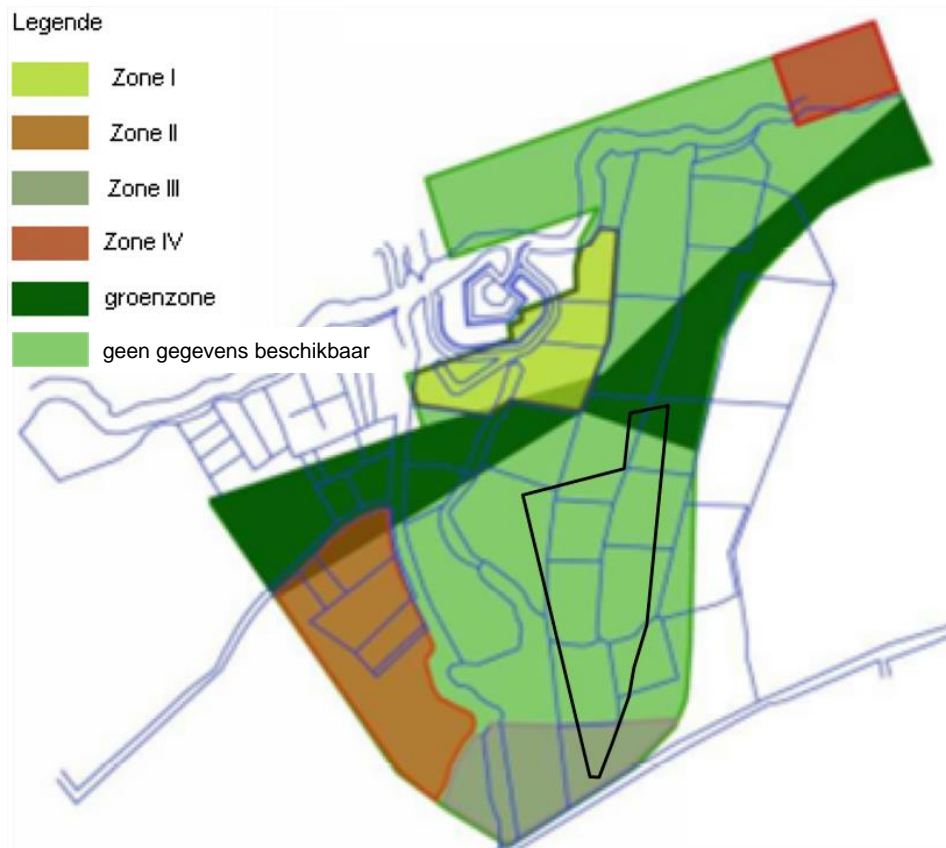 Legende
Zone I
Zone II
Zone III
Zone IV
groenzone
geen gegevens beschikbaar